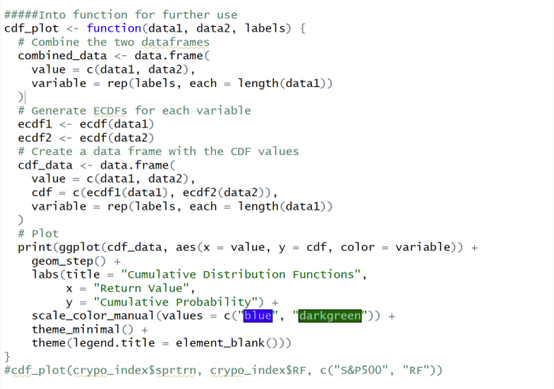 #####Into function for further use
cdf_plot <- function(data1, data2, labels) {
  # Combine the two dataframes
  combined_data <- data.frame(
    value = c(data1, data2),
    variable = rep(labels, each = length(data1))
  )
  # Generate ECDFs for each variable
  ecdf1 <- ecdf(data1)
  ecdf2 <- ecdf(data2)
  # Create a data frame with the CDF values
  cdf_data <- data.frame(
    value = c(data1, data2),
    cdf = c(ecdf1(data1), ecdf2(data2)),
    variable = rep(labels, each = length(data1))
  )
  # Plot
  print(ggplot(cdf_data, aes(x = value, y = cdf, color = variable)) +
    geom_step() +
    labs(title = "Cumulative Distribution Functions",
         x = "Return Value",
         y = "Cumulative Probability") +
    scale_color_manual(values = c("blue", "darkgreen")) +
    theme_minimal() +
    theme(legend.title = element_blank()))
}
#cdf_plot(crypo_index$sprtrn, crypo_index$RF, c("S&P500", "RF"))